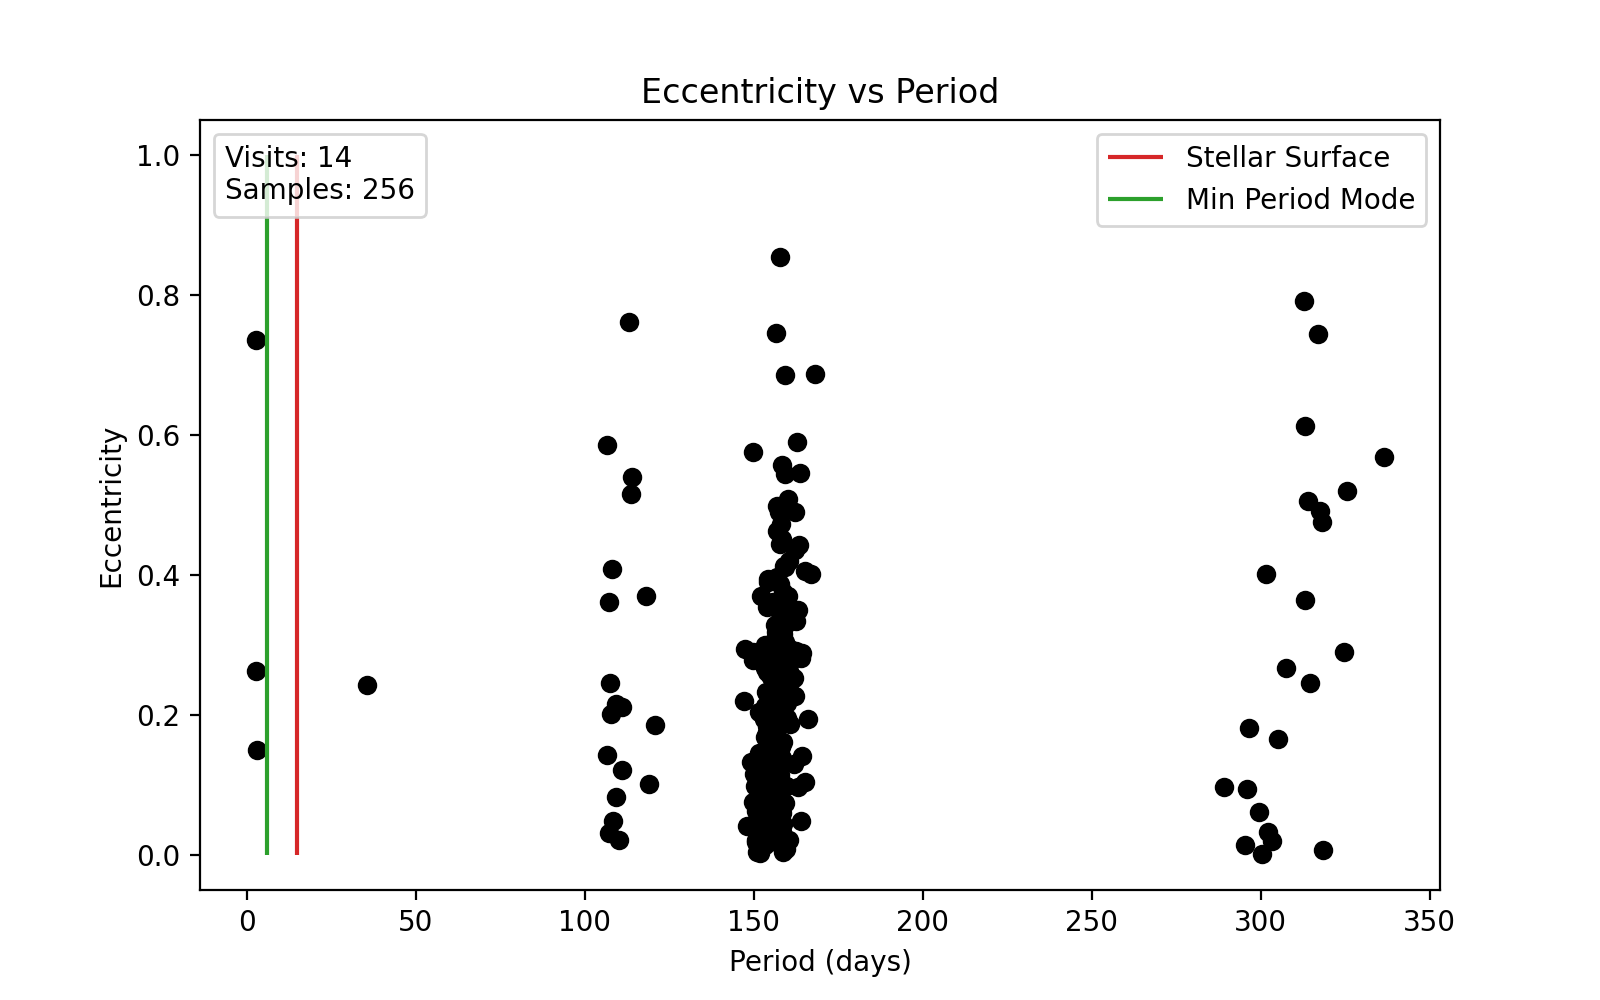 Eccentricity vs Period
Visits: 14
Samples: 256
Stellar Surface
Min Period Mode
1.0
0.8
0.6
0.4
0.2
0.0
Eccentricity
0 50 100 150 200 250 300 350
Period (days)